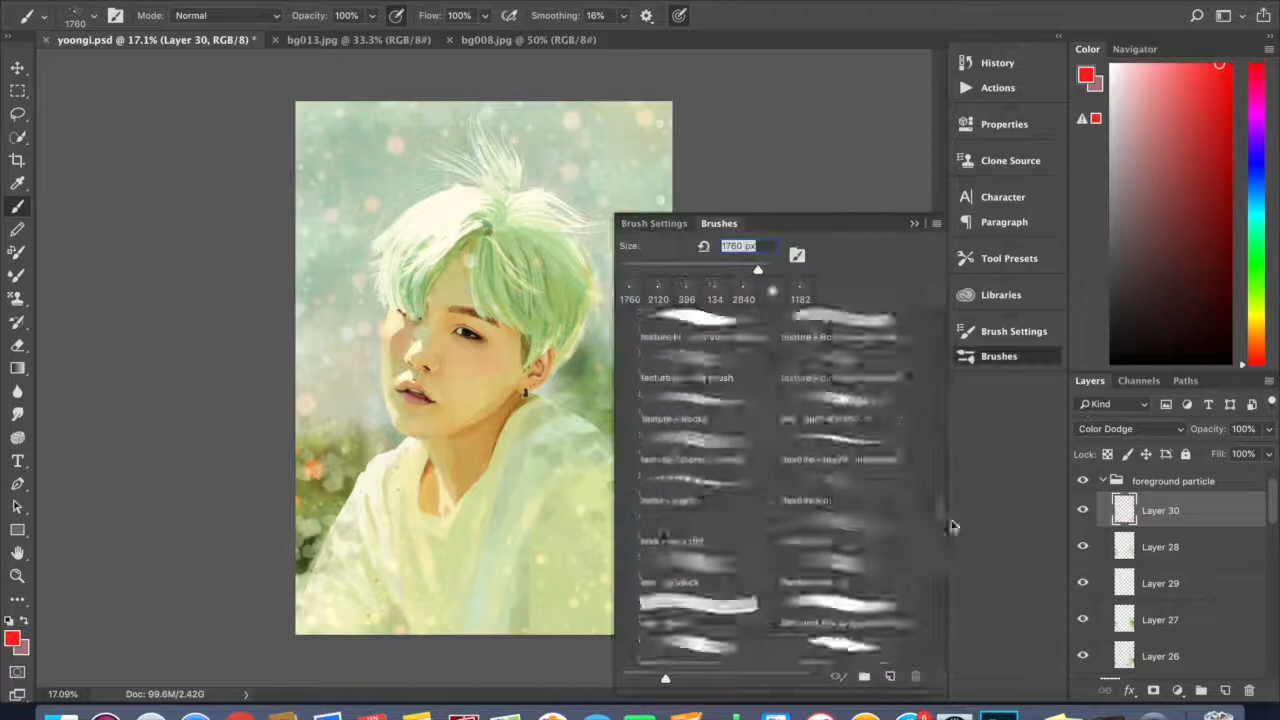 1760
Mode: Normal
Opacity: 100%
Flow: 100%
Smoothing: 16%
yoongi.psd @ 17.1% (Layer 30, RGB/8) *
bg013.jpg @ 33.3% (RGB/8#)
bg008.jpg @ 50% (RGB/8#)
Brush Settings
Brushes
Size:
1760 px
1760 2120 396 134 2840 1182
History
Actions
Properties
Clone Source
Character
Paragraph
Tool Presets
Libraries
Brush Settings
Brushes
Color
Navigator
Layers
Channels
Paths
Kind
Color Dodge
Opacity: 100%
Lock:
Fill: 100%
foreground particle
Layer 30
Layer 28
Layer 29
Layer 27
Layer 26
17.09%
Doc: 99.6M/2.42G